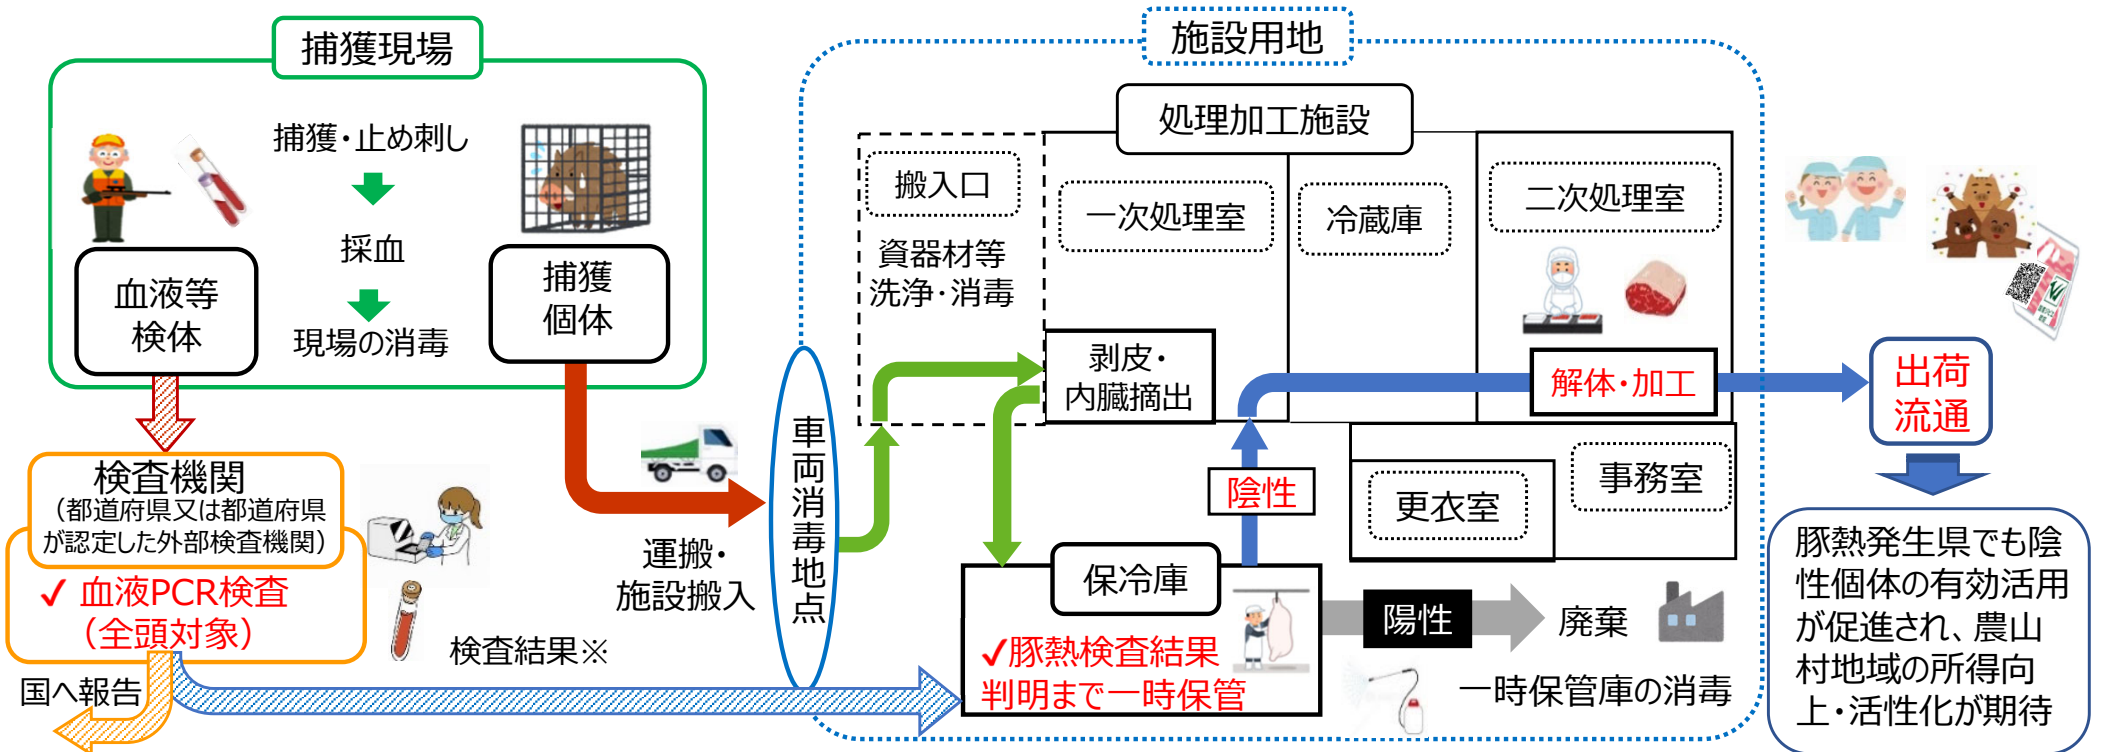 捕獲現場
捕獲・止め刺し
採血
現場の消毒
血液等
検体
捕獲
個体
検査機関
（都道府県又は都道府県
が認定した外部検査機関）
✓ 血液PCR検査
（全頭対象）
検査結果※
国へ報告
運搬・
施設搬入
車両消毒地点
施設用地
処理加工施設
搬入口
資器材等
洗浄・消毒
一次処理室
冷蔵庫
二次処理室
剥皮・
内臓摘出
解体・加工
陰性
更衣室
事務室
保冷庫
✓豚熱検査結果
判明まで一時保管
陽性
廃棄
一時保管庫の消毒
出荷
流通
豚熱発生県でも陰
性個体の有効活用
が促進され、農山
村地域の所得向
上・活性化が期待